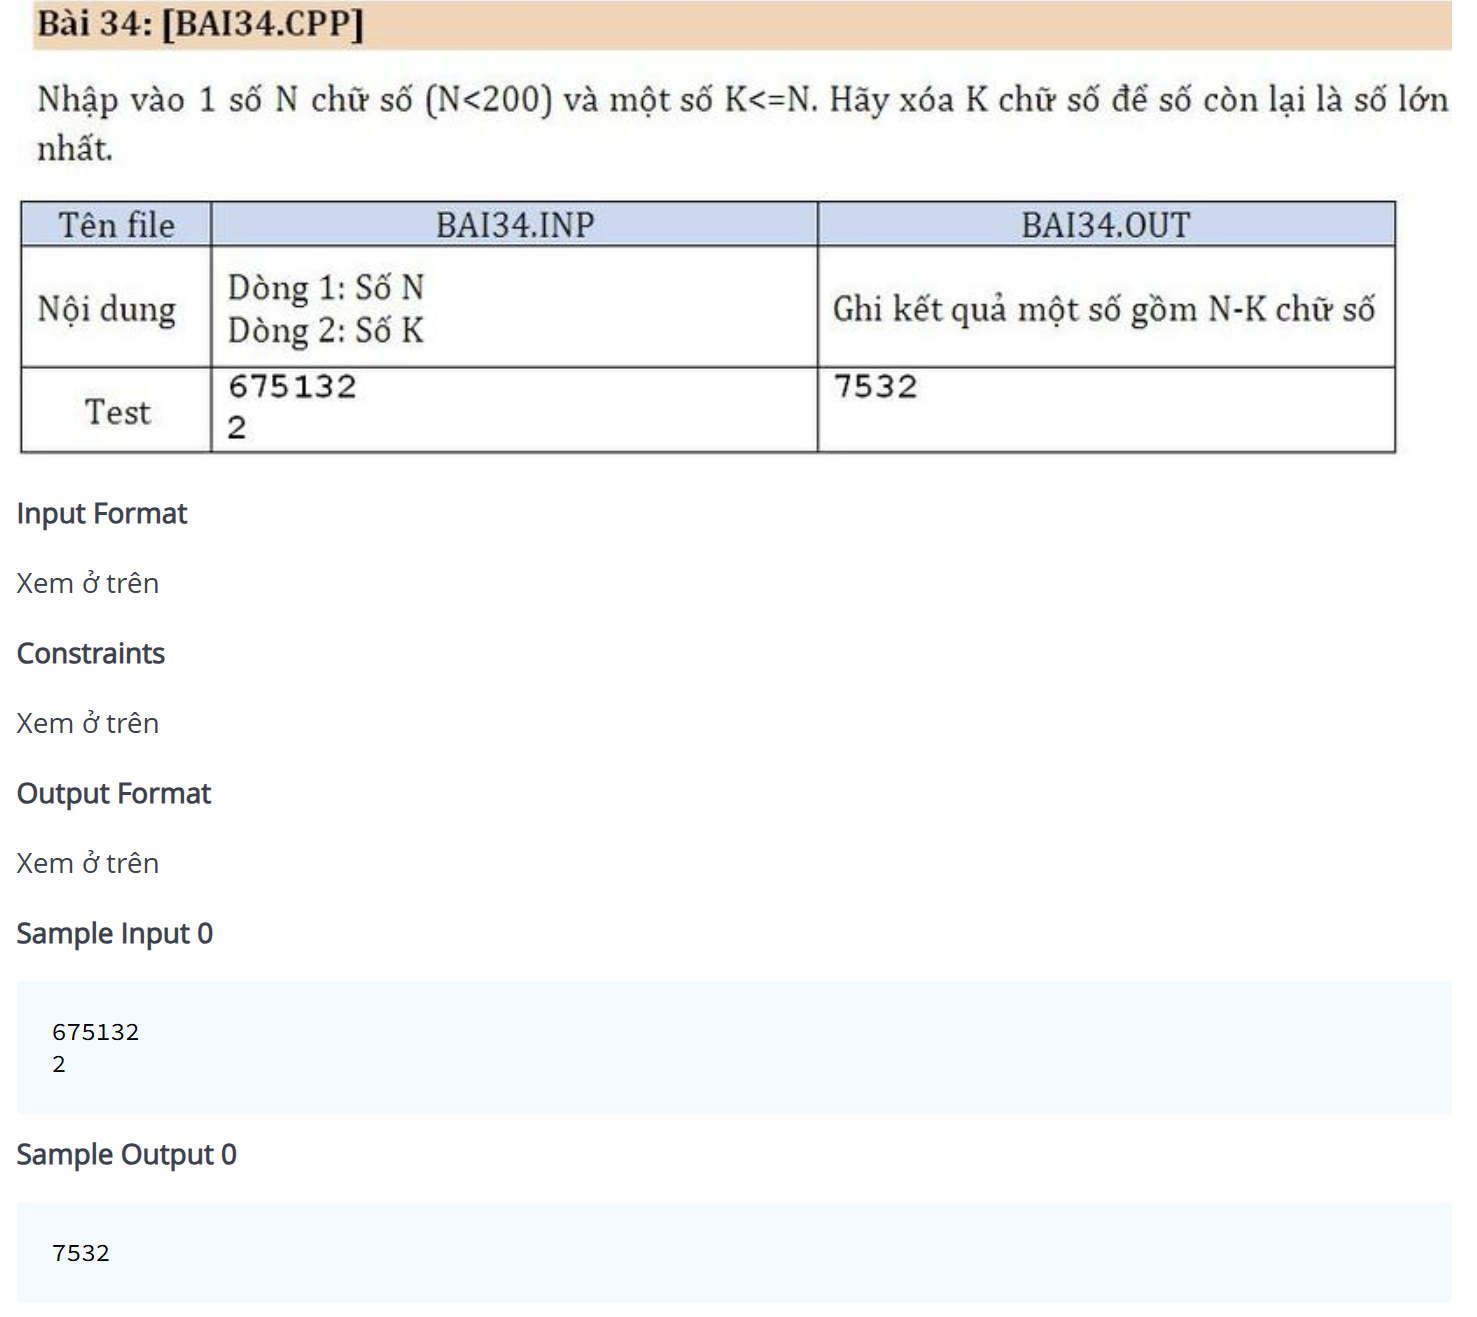 Bài 34: [BAI34.CPP]
Nhập vào 1 số N chữ số (N<200) và một số K<=N. Hãy xóa K chữ số để số còn lại là số lớn
nhất.
Tên file BAI34.INP BAI34.OUT
Nội dung
Dòng 1: Số N
Dòng 2: Số K
Ghi kết quả một số gồm N-K chữ số
Test
675132
2
7532
Input Format
Xem ở trên
Constraints
Xem ở trên
Output Format
Xem ở trên
Sample Input 0
675132
2
Sample Output 0
7532